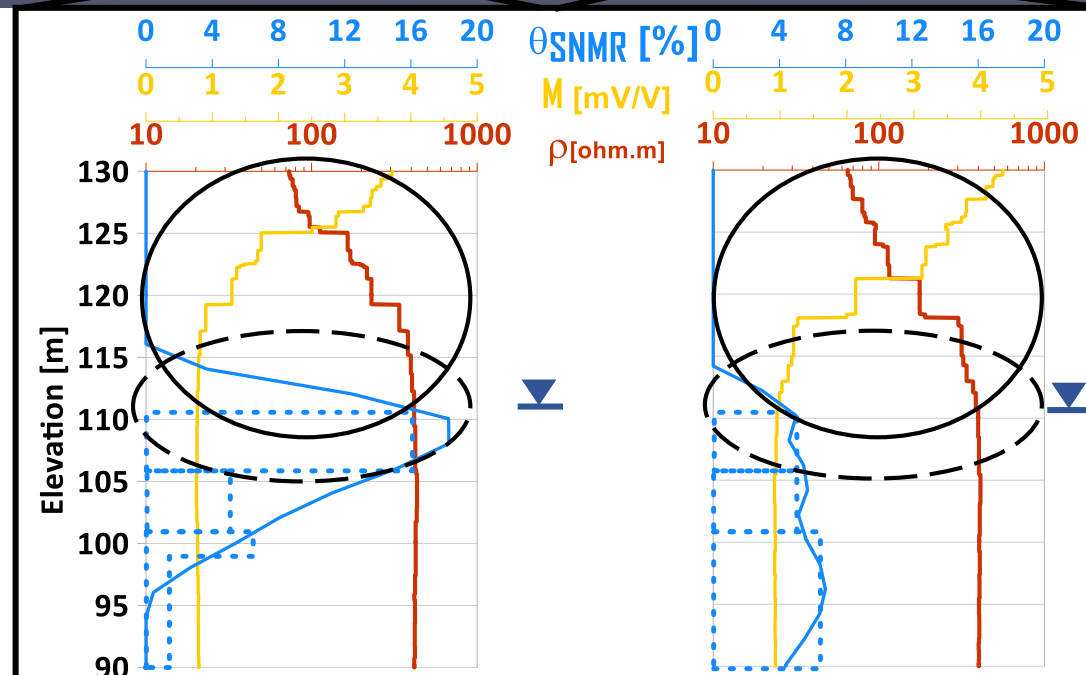 0 4 8 12 16 20 θSNMR [%] 0 4 8 12 16 20
0 1 2 3 4 5 M [mV/V] 0 1 2 3 4 5
10 100 1000 ρ[ohm.m] 10 100 1000
130
125
120
115
110
105
100
95
90
Elevation [m]